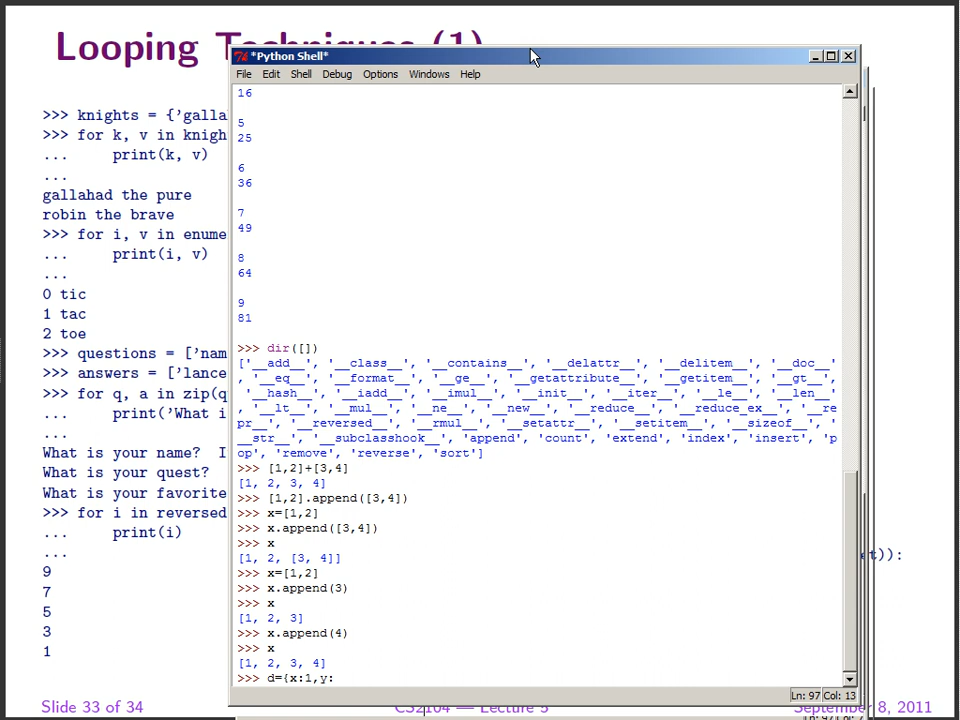 Looping Techniques (1)
*Python Shell*
File Edit Shell Debug Options Windows Help
16
5
25
6
36
7
49
8
64
9
81
>>> dir([])
['__add__', '__class__', '__contains__', '__delattr__', '__delitem__', '__doc__'
, '__eq__', '__format__', '__ge__', '__getattribute__', '__getitem__', '__gt__',
'__hash__', '__iadd__', '__imul__', '__init__', '__iter__', '__le__', '__len__'
, '__lt__', '__mul__', '__ne__', '__new__', '__reduce__', '__reduce_ex__', '__re
pr__', '__reversed__', '__rmul__', '__setattr__', '__setitem__', '__sizeof__', '
__str__', '__subclasshook__', 'append', 'count', 'extend', 'index', 'insert', 'p
op', 'remove', 'reverse', 'sort']
>>> [1,2]+[3,4]
[1, 2, 3, 4]
>>> [1,2].append([3,4])
>>> x=[1,2]
>>> x.append([3,4])
>>> x
[1, 2, [3, 4]]
>>> x=[1,2]
>>> x.append(3)
>>> x
[1, 2, 3]
>>> x.append(4)
>>> x
[1, 2, 3, 4]
>>> d={x:1,y:
Ln: 97 Col: 13
>>> knights = {'galla
>>> for k, v in knigh
... print(k, v)
...
gallahad the pure
robin the brave
>>> for i, v in enume
... print(i, v)
...
0 tic
1 tac
2 toe
>>> questions = ['nam
>>> answers = ['lance
>>> for q, a in zip(q
... print('What i
...
What is your name? I
What is your quest?
What is your favorite
>>> for i in reversed
... print(i)
...
9
7
5
3
1
et)):
Slide 33 of 34
CS2104 — Lecture 5
September 8, 2011